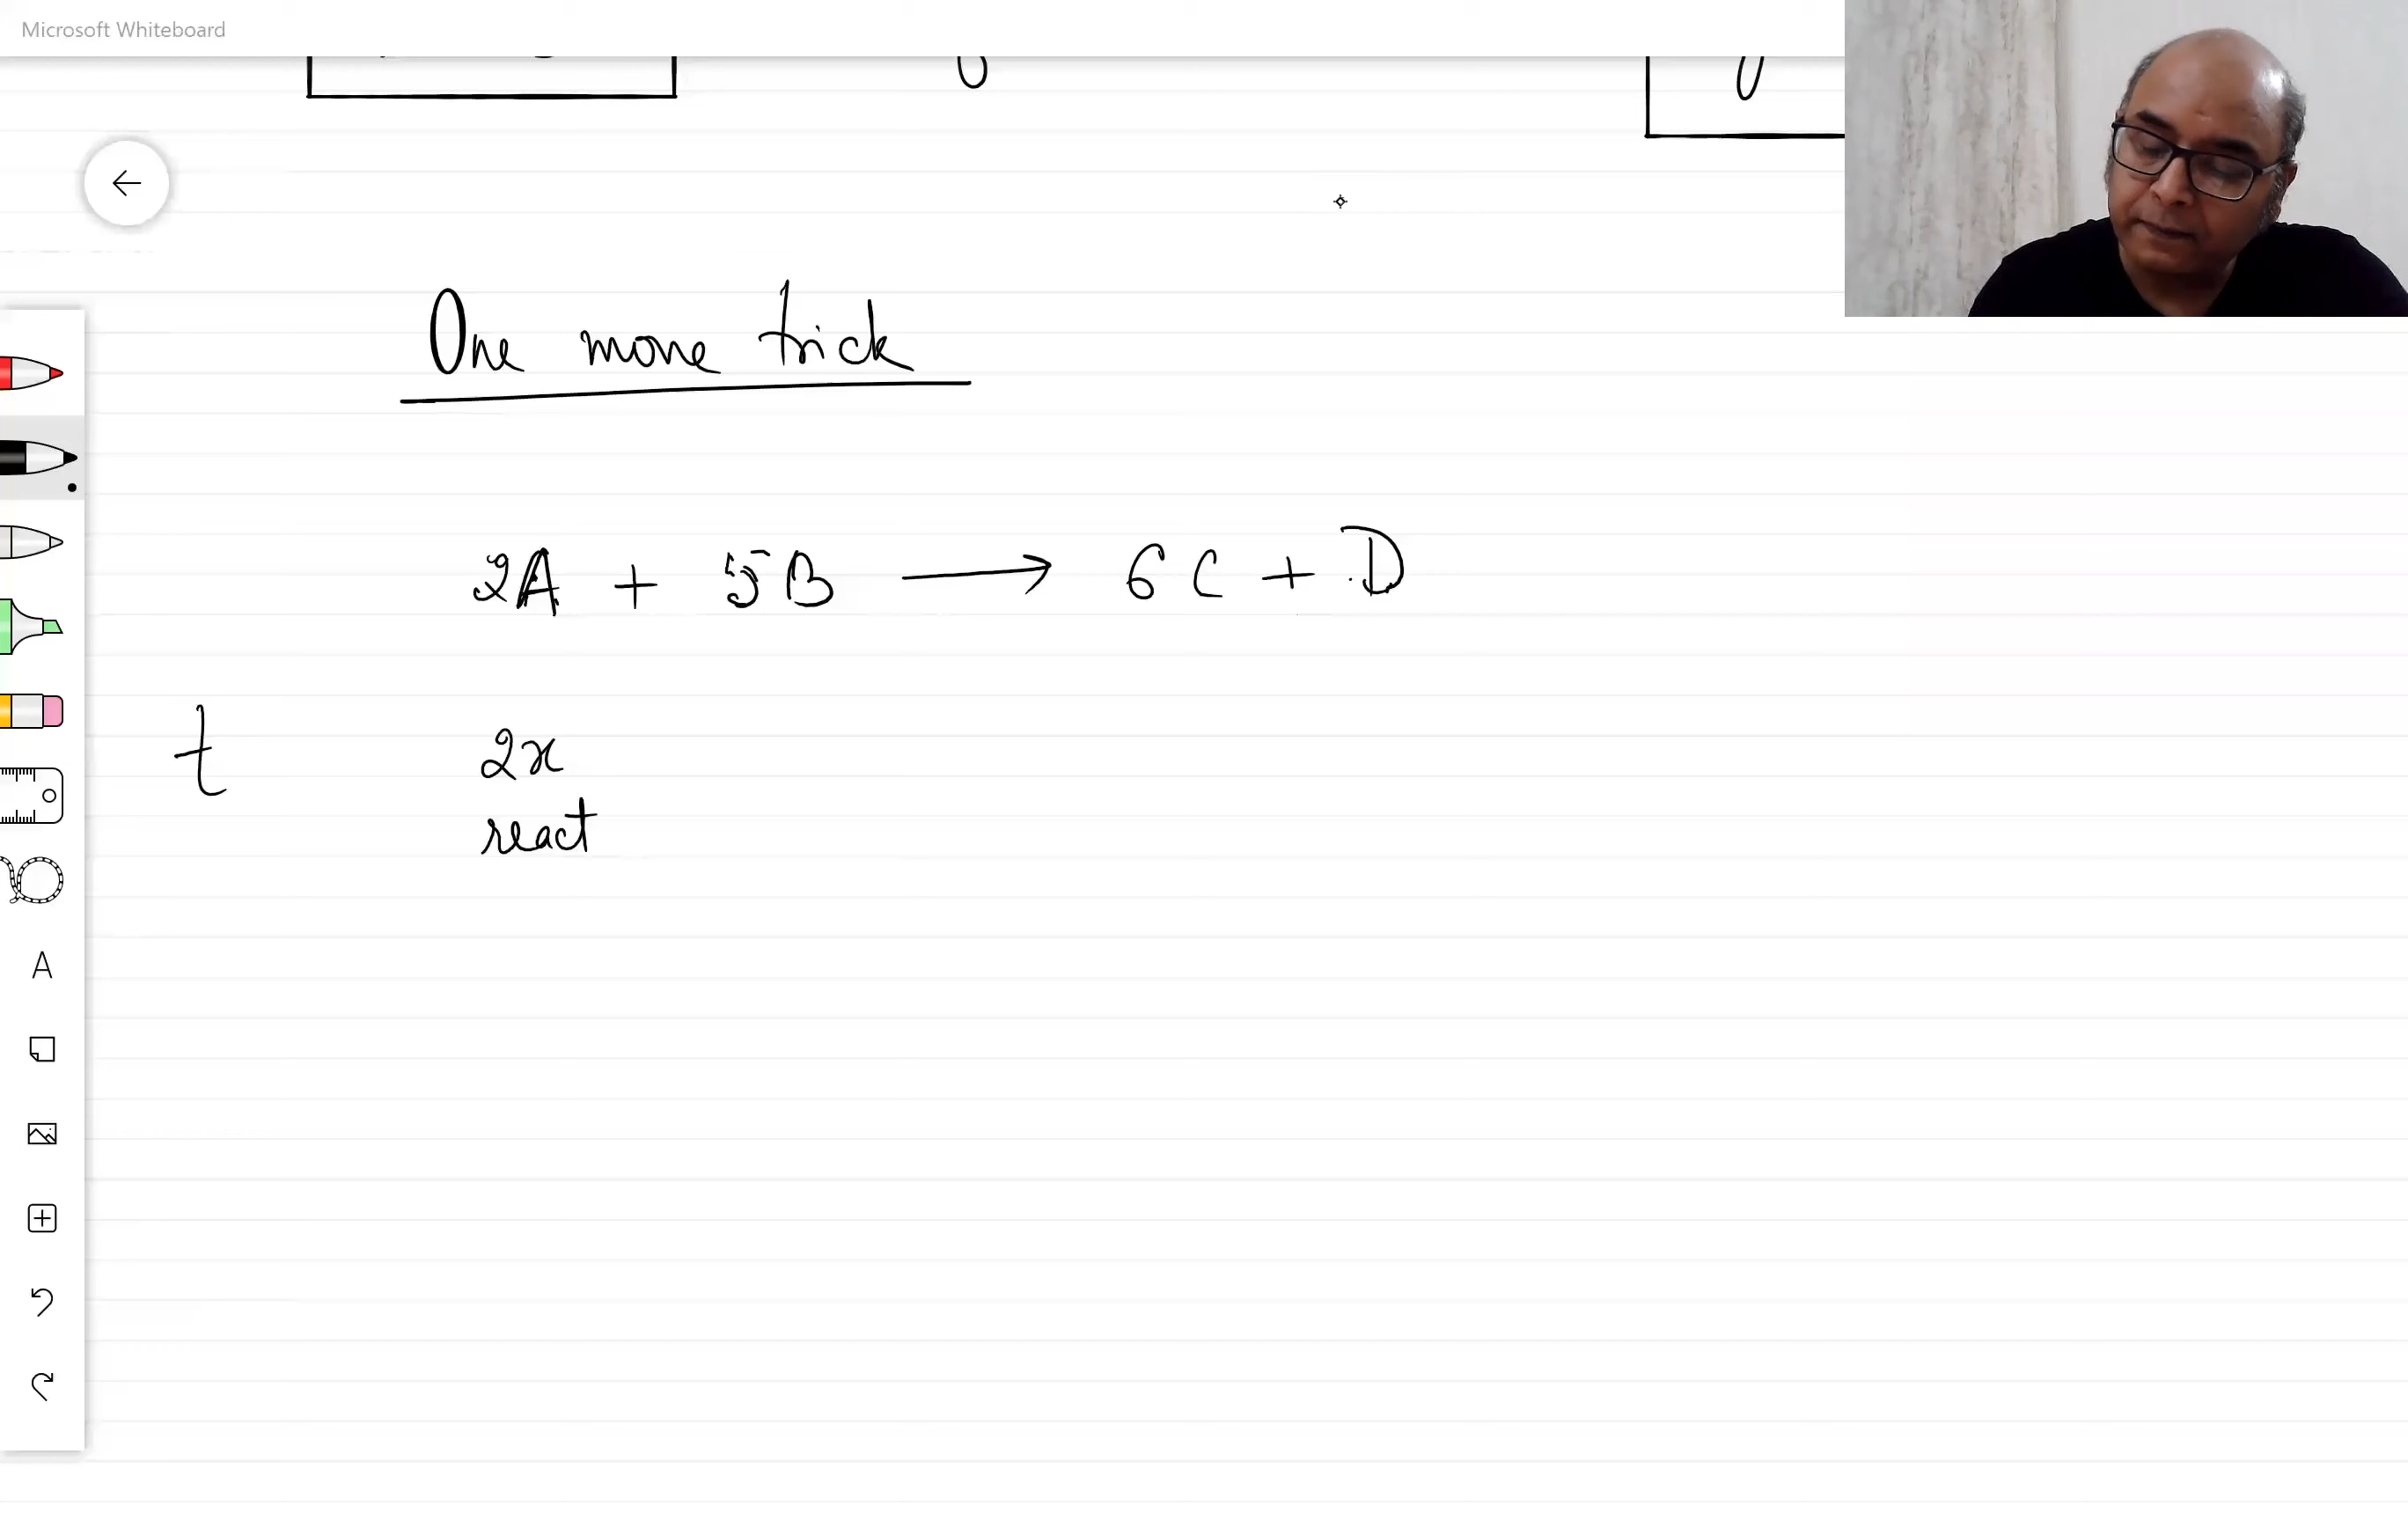 Microsoft Whiteboard
One more trick
2A + 5B → 6C + D
t 2x
react
A